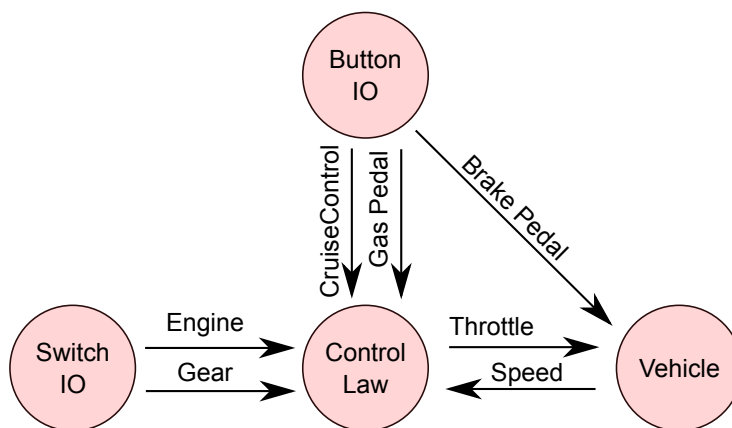 Button
IO
CruiseControl
Gas Pedal
Brake Pedal
Engine
Throttle
Switch
IO
Control
Law
Vehicle
Gear
Speed